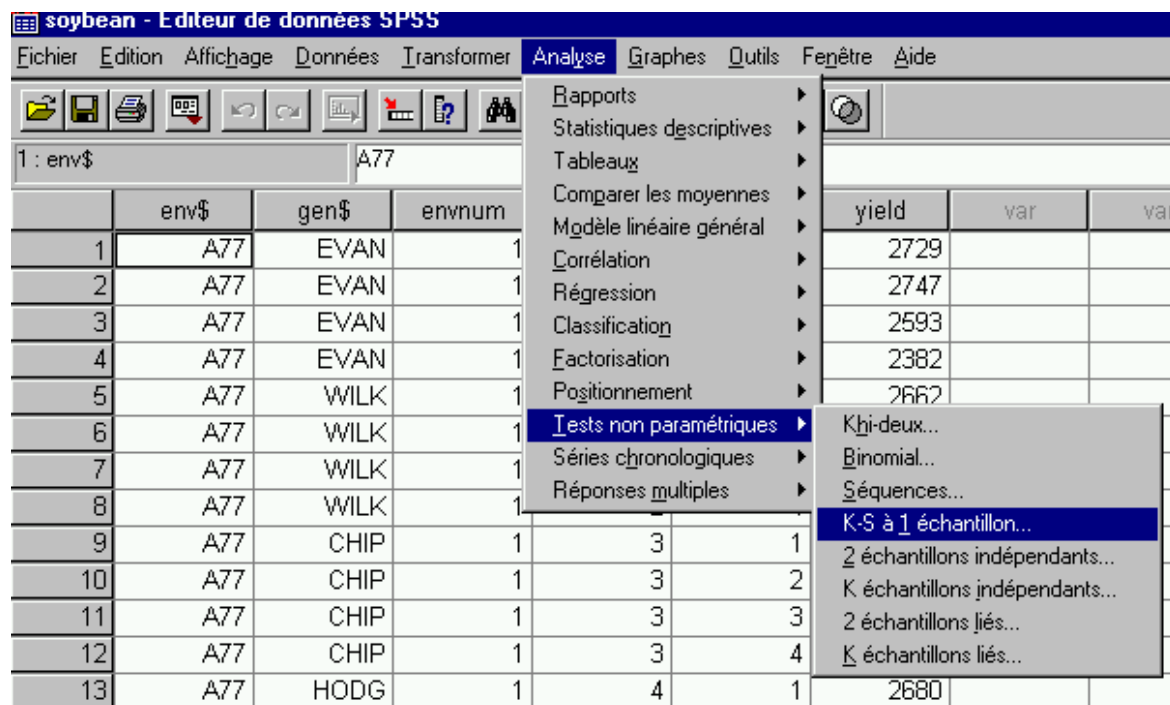 soybean - Editeur de données SPSS
Fichier Edition Affichage Données Transformer Analyse Graphes Outils Fenêtre Aide
1 : env$ A77
env$ gen$ envnum yield var var
1 A77 EVAN 1 2729
2 A77 EVAN 1 2747
3 A77 EVAN 1 2593
4 A77 EVAN 1 2382
5 A77 WILK 1 2662
6 A77 WILK 1
7 A77 WILK 1
8 A77 WILK 1
9 A77 CHIP 1 3 1
10 A77 CHIP 1 3 2
11 A77 CHIP 1 3 3
12 A77 CHIP 1 3 4
13 A77 HODG 1 4 1 2680
Rapports
Statistiques descriptives
Tableaux
Comparer les moyennes
Modèle linéaire général
Corrélation
Régression
Classification
Factorisation
Positionnement
Tests non paramétriques
Séries chronologiques
Réponses multiples
Khi-deux...
Binomial...
Séquences...
K-S à 1 échantillon...
2 échantillons indépendants...
K échantillons indépendants...
2 échantillons liés...
K échantillons liés...